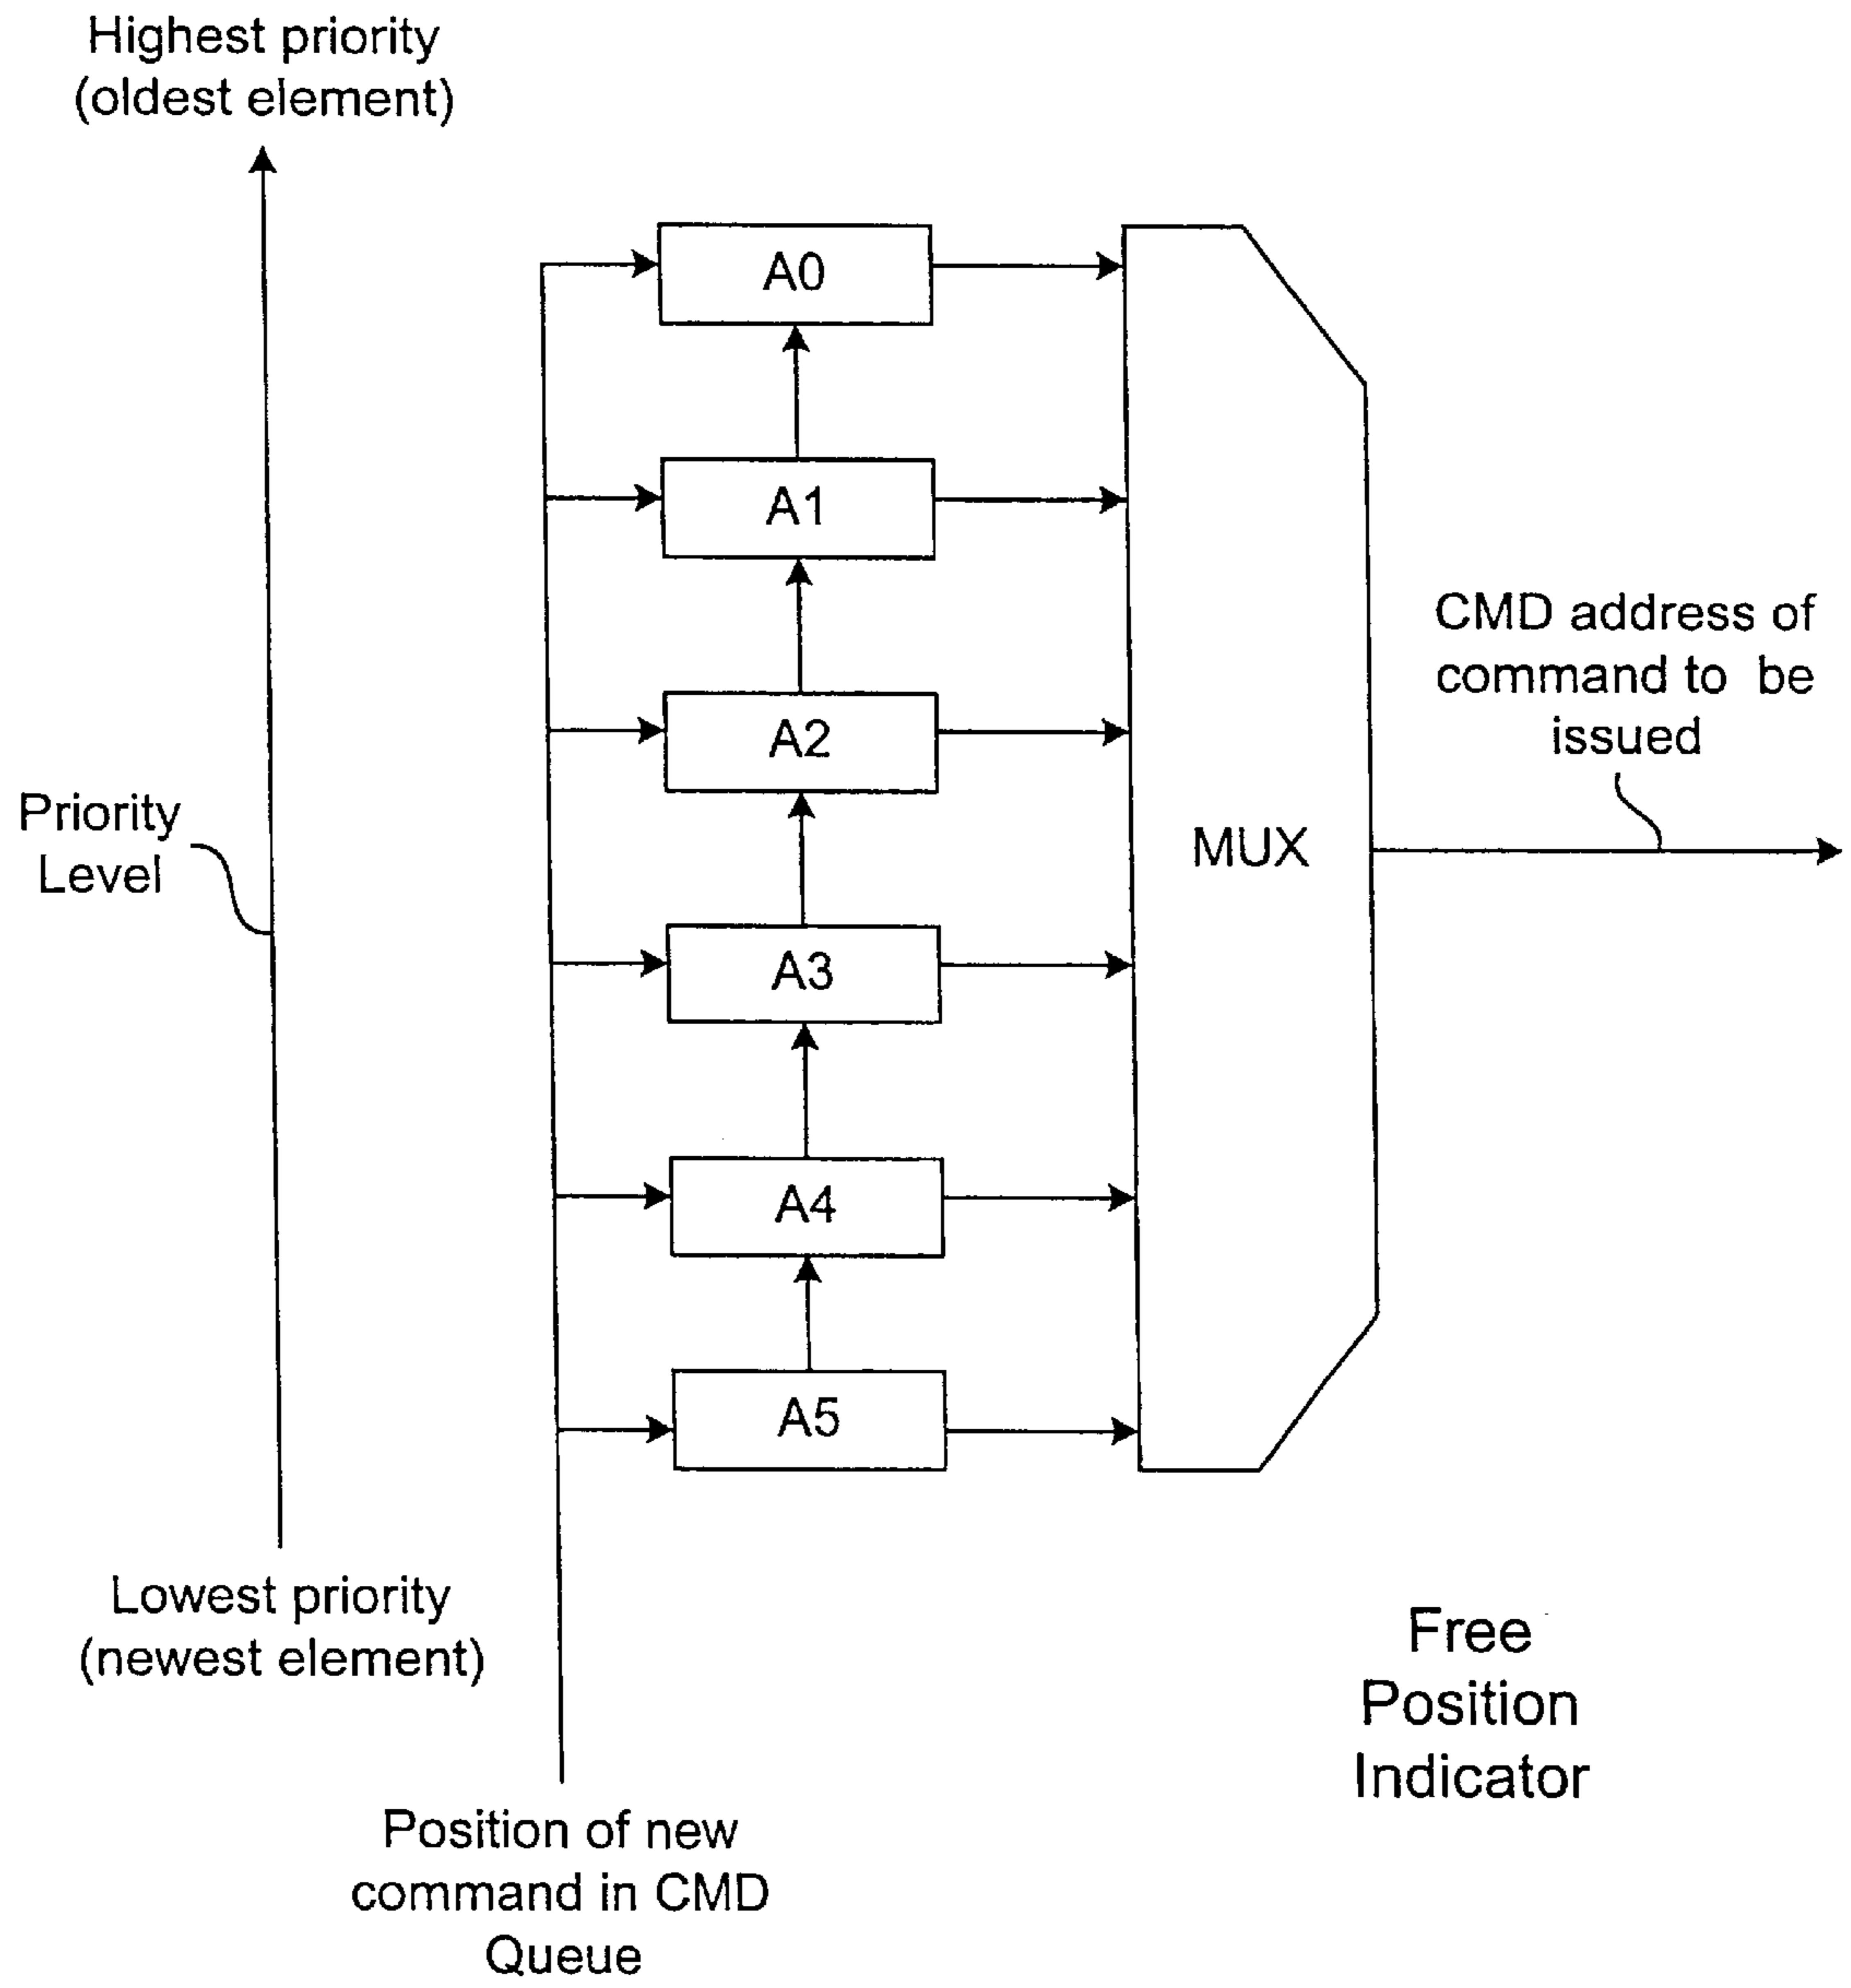 Highest priority
(oldest element)
A0
A1
A2
A3
A4
A5
MUX
CMD address of
command to be
issued
Priority
Level
Lowest priority
(newest element)
Free
Position
Indicator
Position of new
command in CMD
Queue